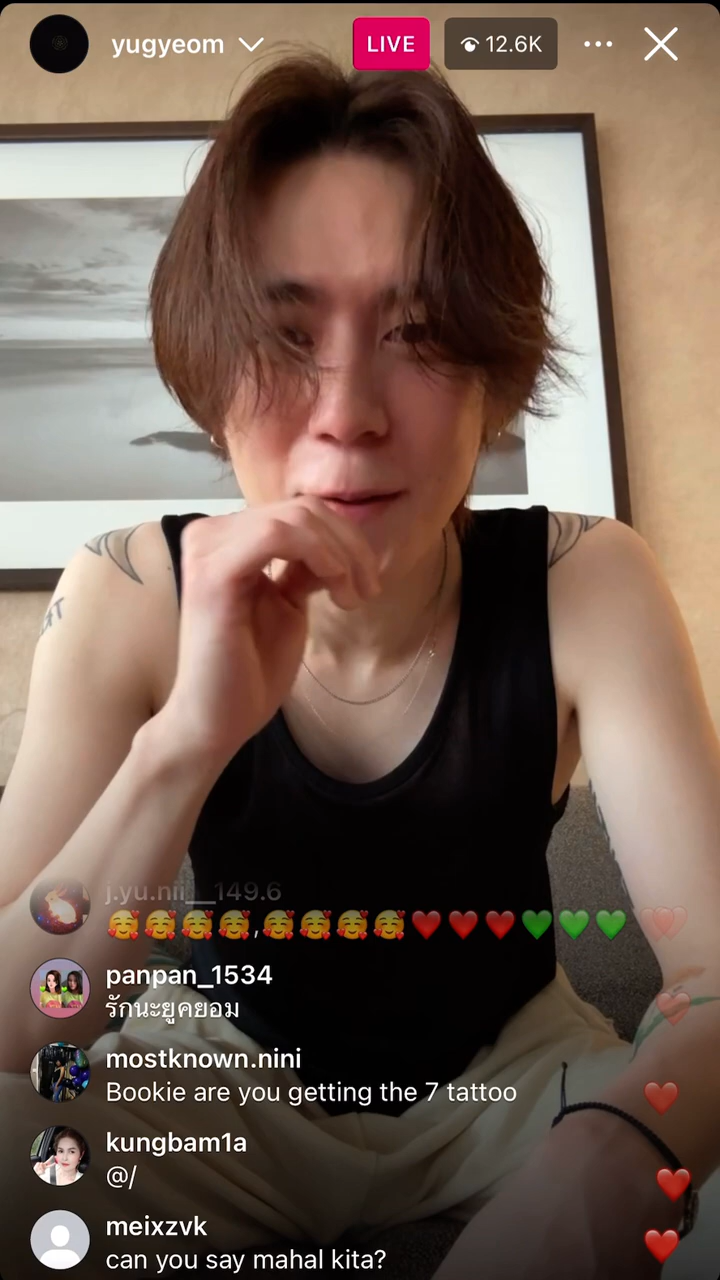 yugyeom
LIVE
12.6K
j.yu.nii__149.6
🥰🥰🥰🥰,🥰🥰🥰🥰❤️❤️❤️💚💚💚
panpan_1534
รักนะยูคยอม
mostknown.nini
Bookie are you getting the 7 tattoo
kungbam1a
@/
meixzvk
can you say mahal kita?